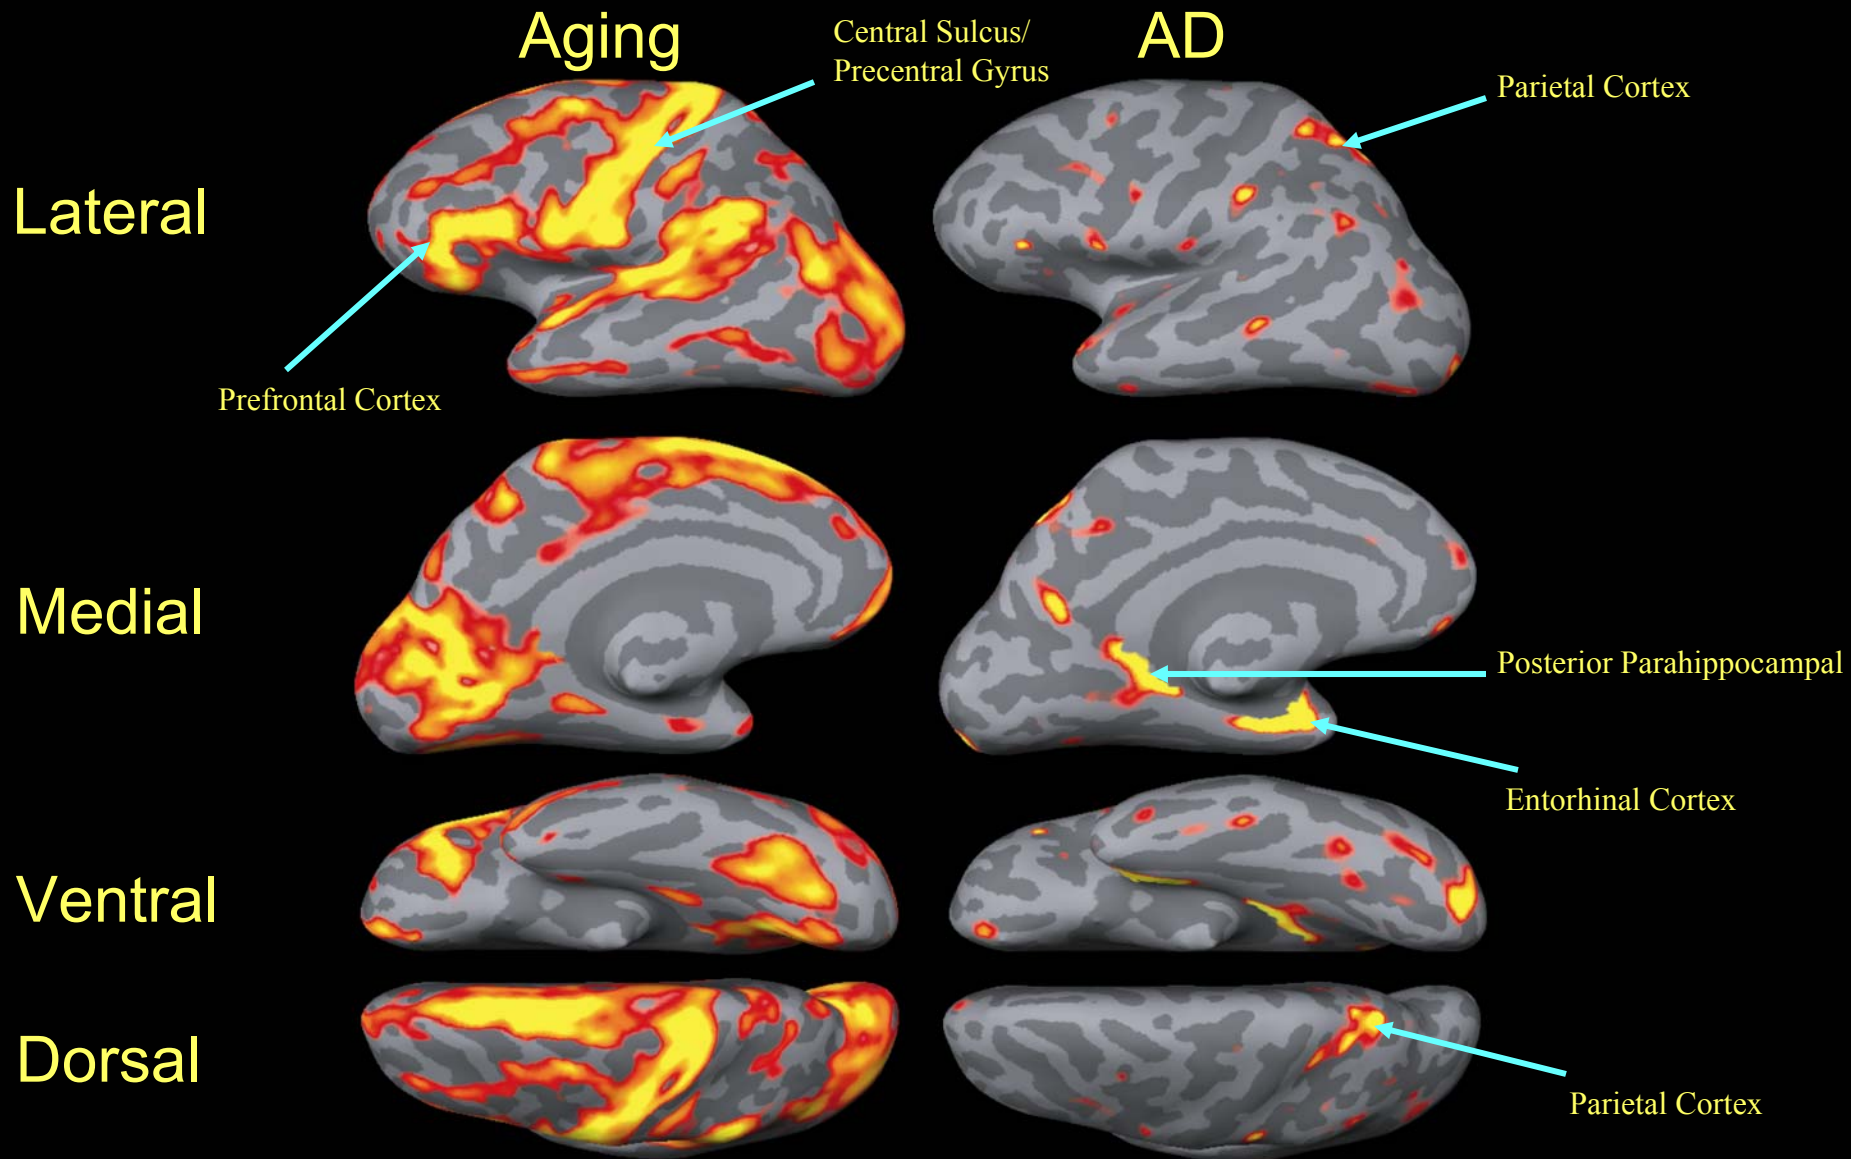 Aging
Central Sulcus/
Precentral Gyrus
AD
Parietal Cortex
Lateral
Prefrontal Cortex
Medial
Posterior Parahippocampal
Entorhinal Cortex
Ventral
Dorsal
Parietal Cortex